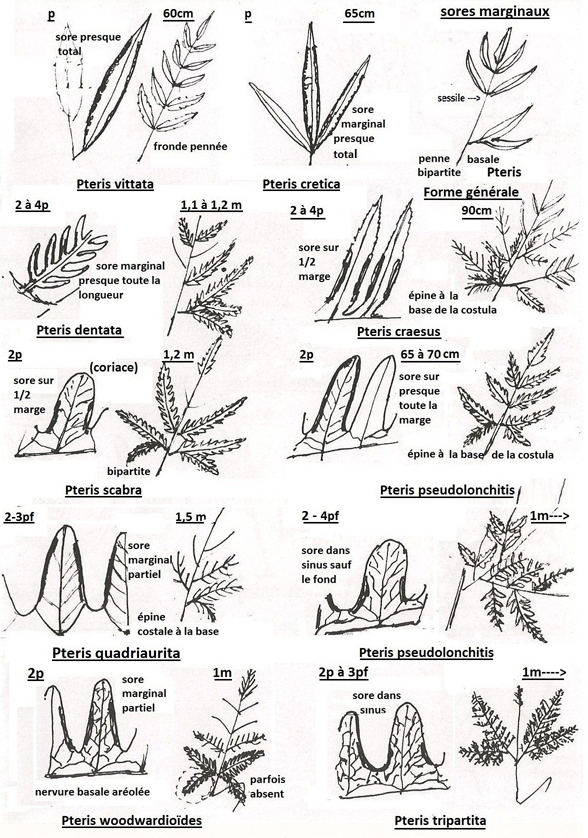 p
60cm
sore presque
total
fronde pennée
Pteris vittata
p
65cm
sore
marginal
presque
total
Pteris cretica
sores marginaux
sessile --->
penne basale
bipartite Pteris
Forme générale
2 à 4p
1,1 à 1,2 m
sore marginal
presque toute la
longueur
Pteris dentata
2 à 4p
90cm
sore sur
1/2
marge
épine à la
base de la costula
Pteris craesus
2p
(coriace)
1,2 m
sore sur
1/2
marge
bipartite
Pteris scabra
2p
65 à 70 cm
sore sur
presque
toute la
marge
épine à la base de la costula
Pteris pseudolonchitis
2-3pf
1,5 m
sore
marginal
partiel
épine
costale à la base
Pteris quadriaurita
2 - 4pf
1m--->
sore dans
sinus sauf
le fond
Pteris pseudolonchitis
2p
1m
sore
marginal
partiel
nervure basale aréolée
parfois
absent
Pteris woodwardioïdes
2p à 3pf
1m---->
sore dans
sinus
Pteris tripartita